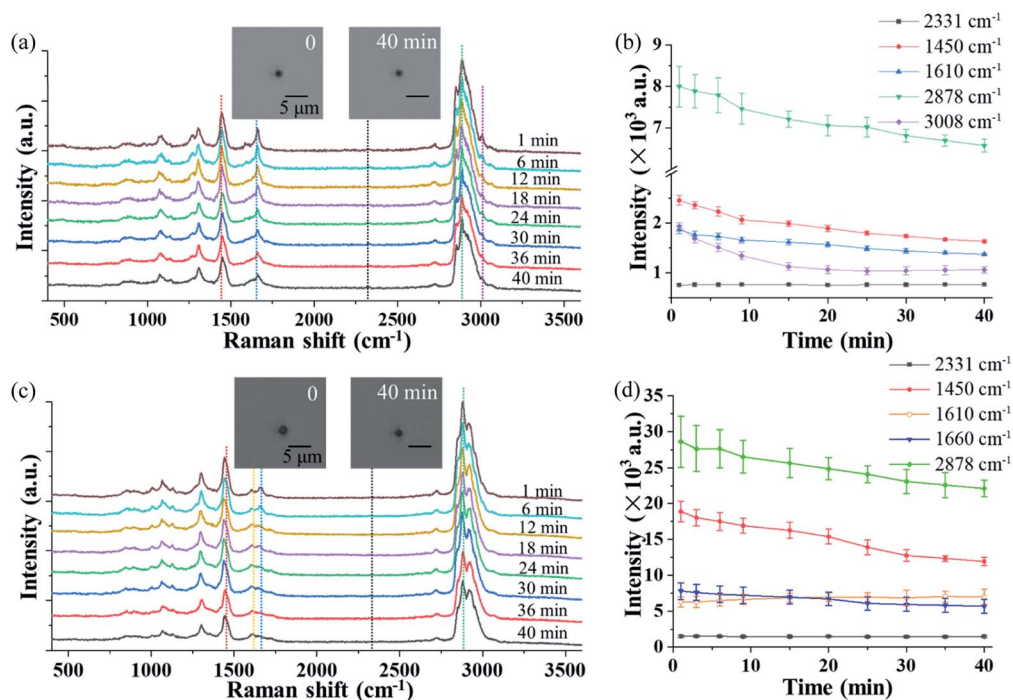 (a)
0
5 μm
40 min
1 min
6 min
12 min
18 min
24 min
30 min
36 min
40 min
Intensity (a.u.)
500 1000 1500 2000 2500 3000 3500
Raman shift (cm⁻¹)
(b)
2331 cm⁻¹
1450 cm⁻¹
1610 cm⁻¹
2878 cm⁻¹
3008 cm⁻¹
Intensity (× 10³ a.u.)
9
8
7
2
1
0 10 20 30 40
Time (min)
(c)
0
5 μm
40 min
1 min
6 min
12 min
18 min
24 min
30 min
36 min
40 min
Intensity (a.u.)
500 1000 1500 2000 2500 3000 3500
Raman shift (cm⁻¹)
(d)
2331 cm⁻¹
1450 cm⁻¹
1610 cm⁻¹
1660 cm⁻¹
2878 cm⁻¹
Intensity (×10³ a.u.)
35
30
25
20
15
10
5
0
0 10 20 30 40
Time (min)